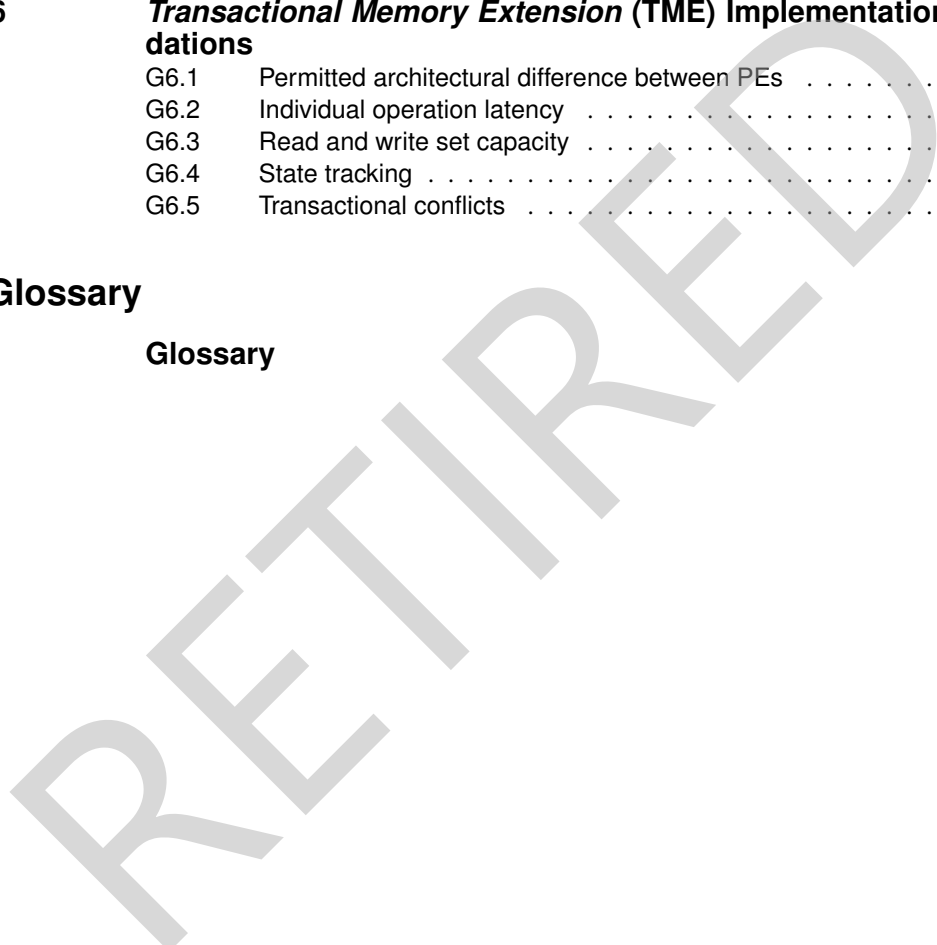 6 Transactional Memory Extension (TME) Implementation
dations
G6.1 Permitted architectural difference between PEs . . . . . . .
G6.2 Individual operation latency . . . . . . . . . . . . . . . . . .
G6.3 Read and write set capacity . . . . . . . . . . . . . . . . . .
G6.4 State tracking . . . . . . . . . . . . . . . . . . . . . . . . . .
G6.5 Transactional conflicts . . . . . . . . . . . . . . . . . . . . .
Glossary
Glossary
RETIRED